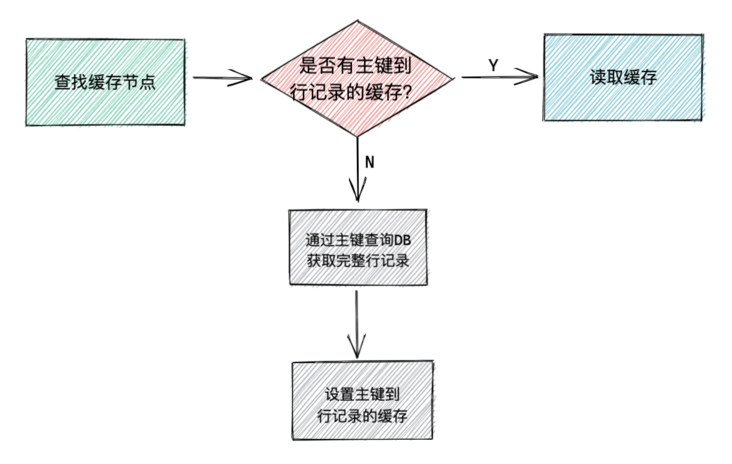 查找缓存节点
是否有主键到
行记录的缓存?
Y
读取缓存
N
通过主键查询DB
获取完整行记录
设置主键到
行记录的缓存